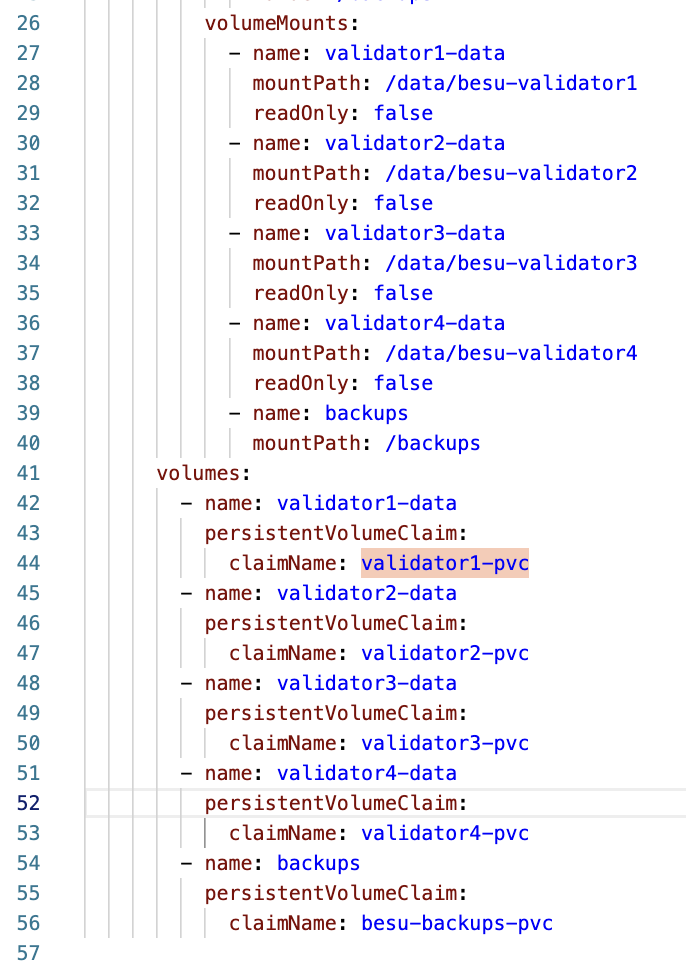 26 volumeMounts:
27 - name: validator1-data
28 mountPath: /data/besu-validator1
29 readOnly: false
30 - name: validator2-data
31 mountPath: /data/besu-validator2
32 readOnly: false
33 - name: validator3-data
34 mountPath: /data/besu-validator3
35 readOnly: false
36 - name: validator4-data
37 mountPath: /data/besu-validator4
38 readOnly: false
39 - name: backups
40 mountPath: /backups
41 volumes:
42 - name: validator1-data
43 persistentVolumeClaim:
44 claimName: validator1-pvc
45 - name: validator2-data
46 persistentVolumeClaim:
47 claimName: validator2-pvc
48 - name: validator3-data
49 persistentVolumeClaim:
50 claimName: validator3-pvc
51 - name: validator4-data
52 persistentVolumeClaim:
53 claimName: validator4-pvc
54 - name: backups
55 persistentVolumeClaim:
56 claimName: besu-backups-pvc
57